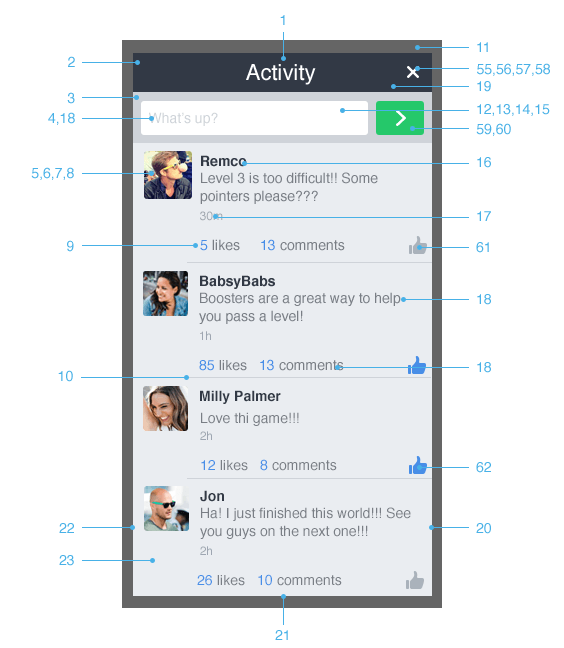 1
11
2
Activity
55,56,57,58
19
3
12,13,14,15
4,18
What's up?
59,60
Remco
16
5,6,7,8
Level 3 is too difficult!! Some
pointers please???
30m
17
9
5 likes 13 comments
61
BabsyBabs
Boosters are a great way to help
18
you pass a level!
1h
85 likes 13 comments
18
10
Milly Palmer
Love thi game!!!
2h
12 likes 8 comments
62
Jon
Ha! I just finished this world!!! See
22
you guys on the next one!!!
20
2h
23
26 likes 10 comments
21